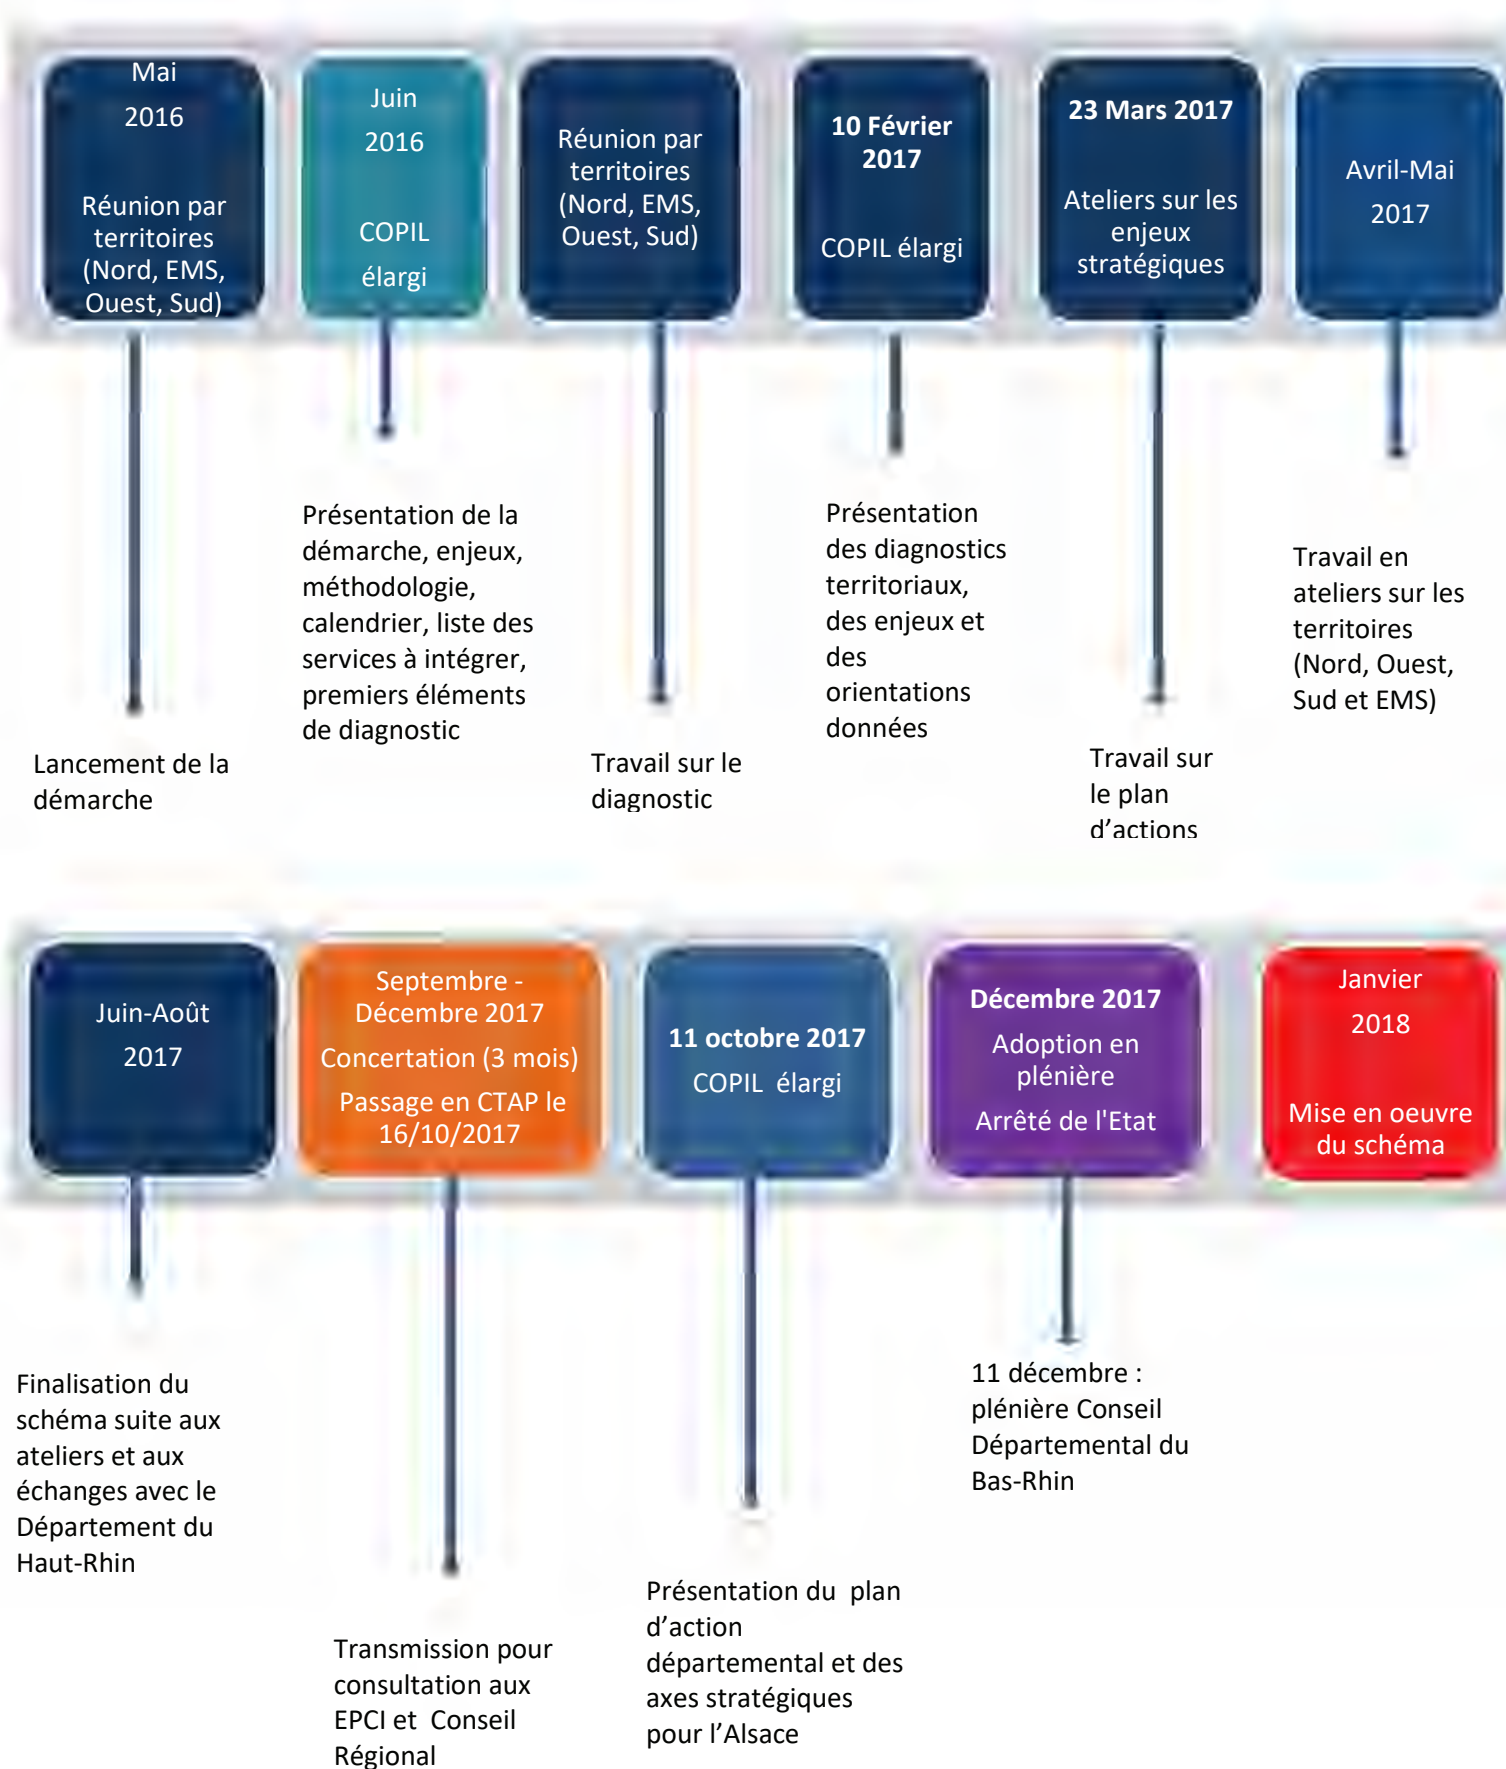 Mai
2016
Réunion par
territoires
(Nord, EMS,
Ouest, Sud)
Lancement de la
démarche
Juin
2016
COPIL
élargi
Présentation de la
démarche, enjeux,
méthodologie,
calendrier, liste des
services à intégrer,
premiers éléments
de diagnostic
Réunion par
territoires
(Nord, EMS,
Ouest, Sud)
Travail sur le
diagnostic
10 Février
2017
COPIL élargi
Présentation
des diagnostics
territoriaux,
des enjeux et
des
orientations
données
23 Mars 2017
Ateliers sur les
enjeux
stratégiques
Travail sur
le plan
d’actions
Avril-Mai
2017
Travail en
ateliers sur les
territoires
(Nord, Ouest,
Sud et EMS)
Juin-Août
2017
Finalisation du
schéma suite aux
ateliers et aux
échanges avec le
Département du
Haut-Rhin
Septembre -
Décembre 2017
Concertation (3 mois)
Passage en CTAP le
16/10/2017
Transmission pour
consultation aux
EPCI et Conseil
Régional
11 octobre 2017
COPIL élargi
Présentation du plan
d’action
départemental et des
axes stratégiques
pour l’Alsace
Décembre 2017
Adoption en
plénière
Arrêté de l'Etat
11 décembre :
plénière Conseil
Départemental du
Bas-Rhin
Janvier
2018
Mise en oeuvre
du schéma